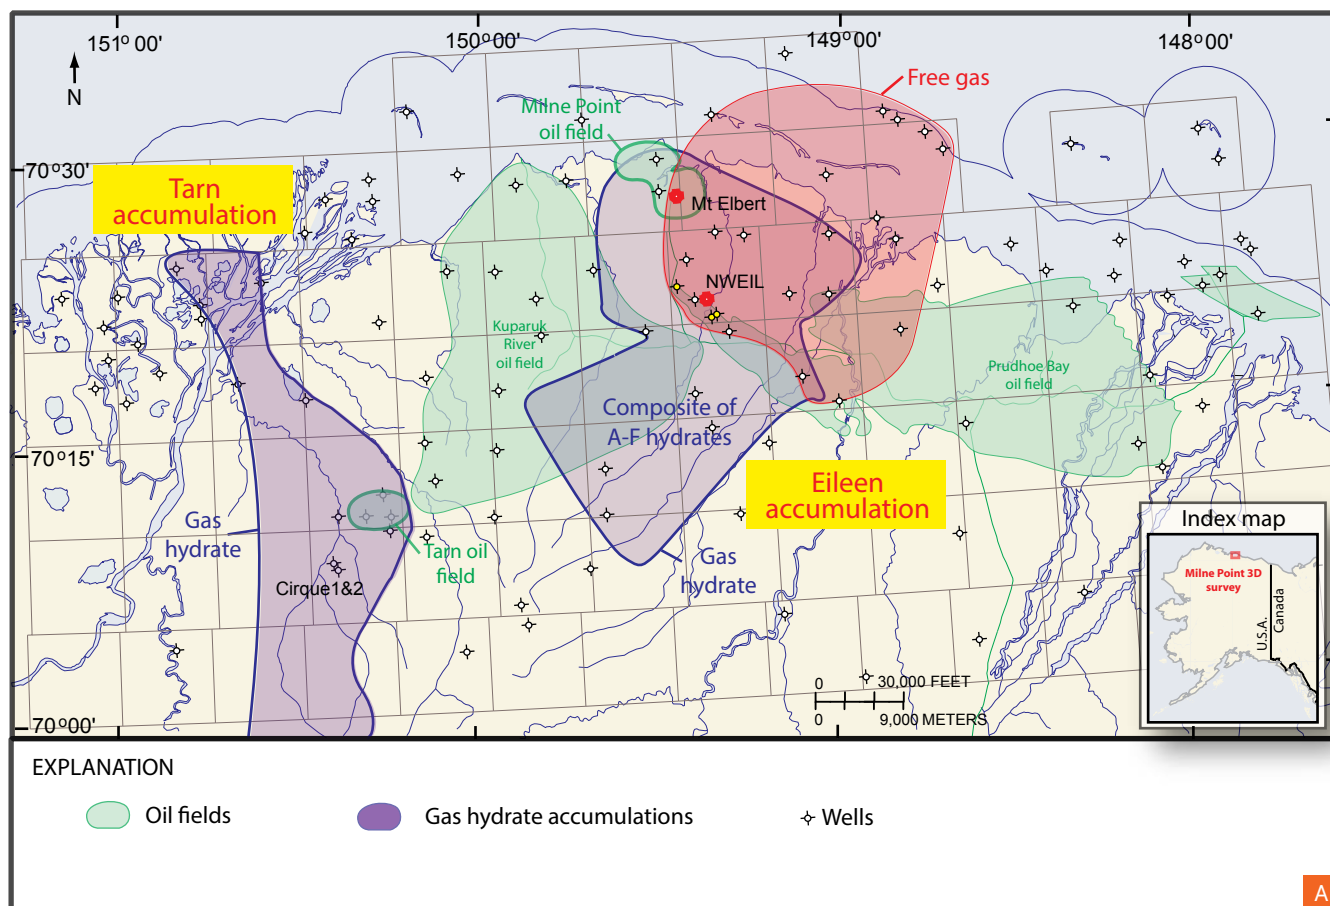 151° 00'
150° 00'
149° 00'
148° 00'
N
Free gas
Milne Point
oil field
70° 30'
Tarn
accumulation
Mt Elbert
NWEIL
Kuparuk
River
oil field
Prudhoe Bay
oil field
Composite of
A-F hydrates
70° 15'
Eileen
accumulation
Gas
hydrate
Tarn oil
field
Gas
hydrate
Cirque1&2
Index map
Milne Point 3D
survey
U.S.A.
Canada
0
30,000 FEET
0
9,000 METERS
70° 00'
EXPLANATION
Oil fields
Gas hydrate accumulations
Wells
A